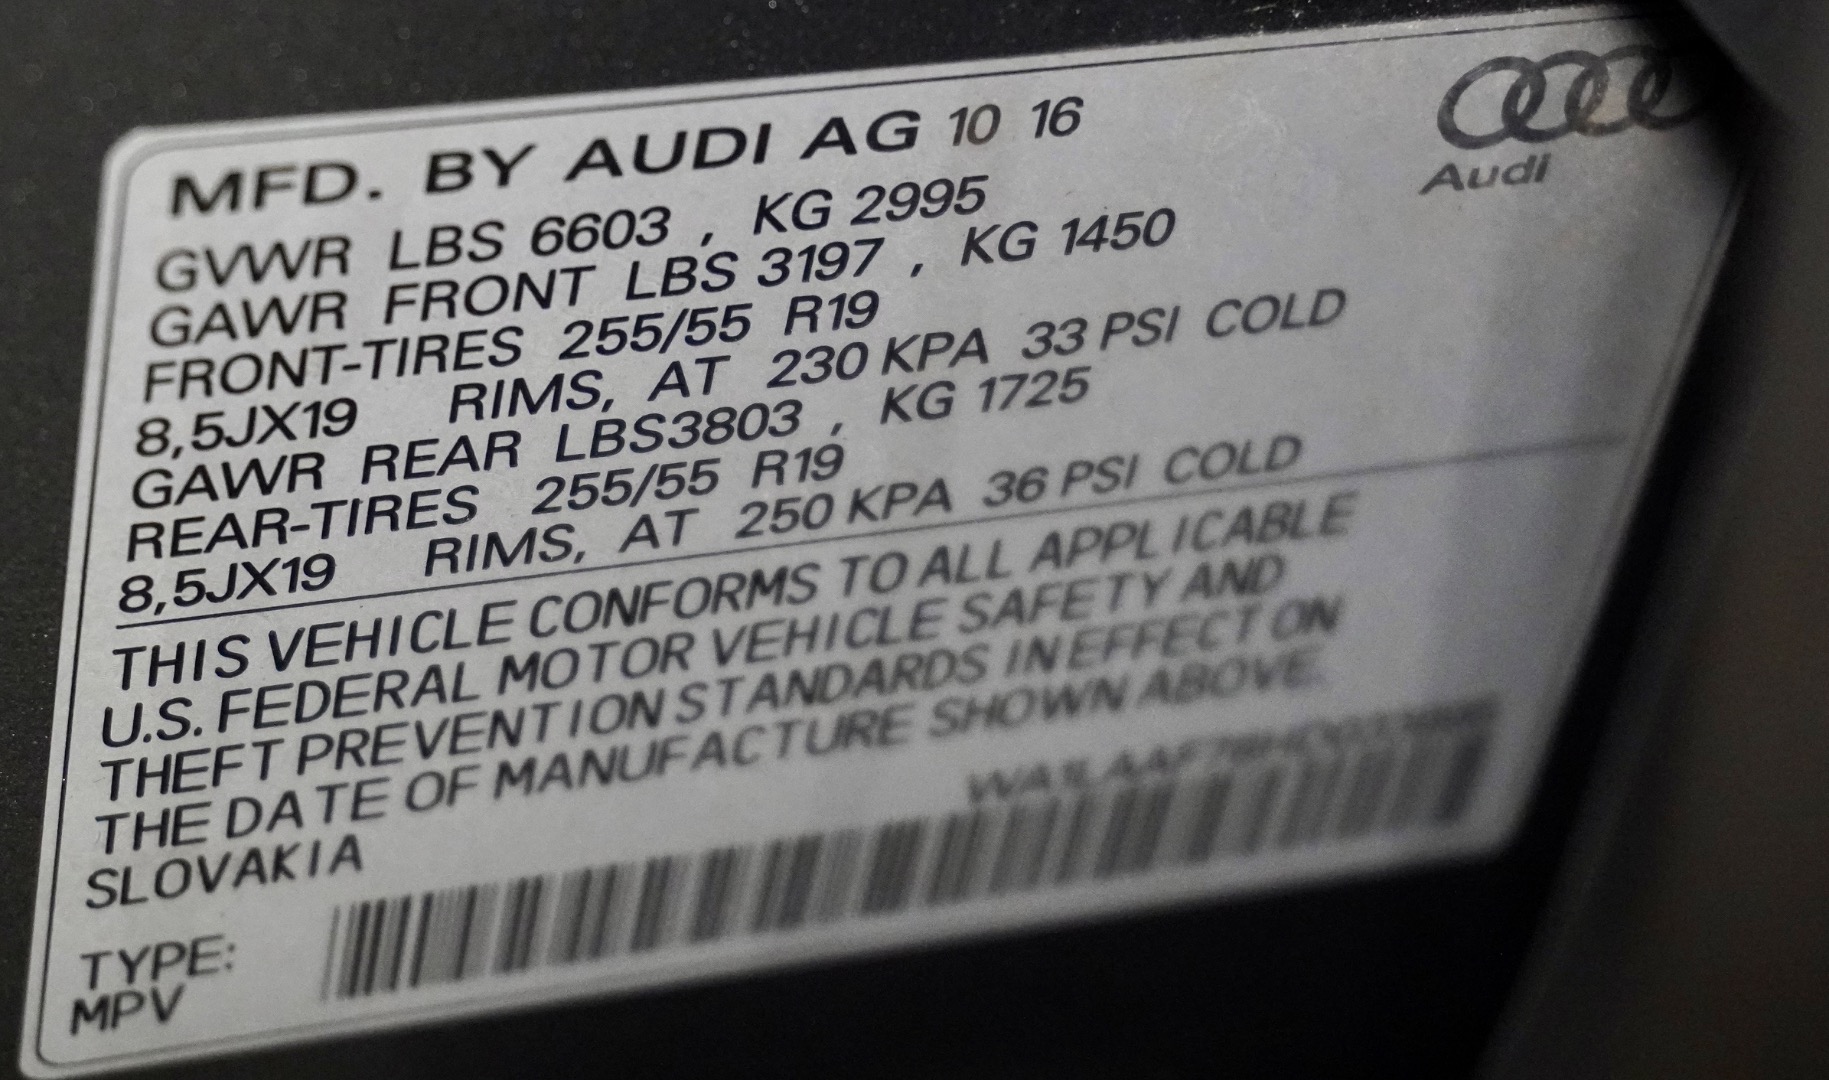 MFD. BY AUDI AG 10 16
Audi
GVWR LBS 6603 , KG 2995
GAWR FRONT LBS 3197 , KG 1450
FRONT-TIRES 255/55 R19
8,5JX19 RIMS, AT 230 KPA 33 PSI COLD
GAWR REAR LBS3803 , KG 1725
REAR-TIRES 255/55 R19
8,5JX19 RIMS, AT 250 KPA 36 PSI COLD
THIS VEHICLE CONFORMS TO ALL APPLICABLE
U.S. FEDERAL MOTOR VEHICLE SAFETY AND
THEFT PREVENTION STANDARDS IN EFFECT ON
THE DATE OF MANUFACTURE SHOWN ABOVE.
SLOVAKIA
TYPE:
MPV